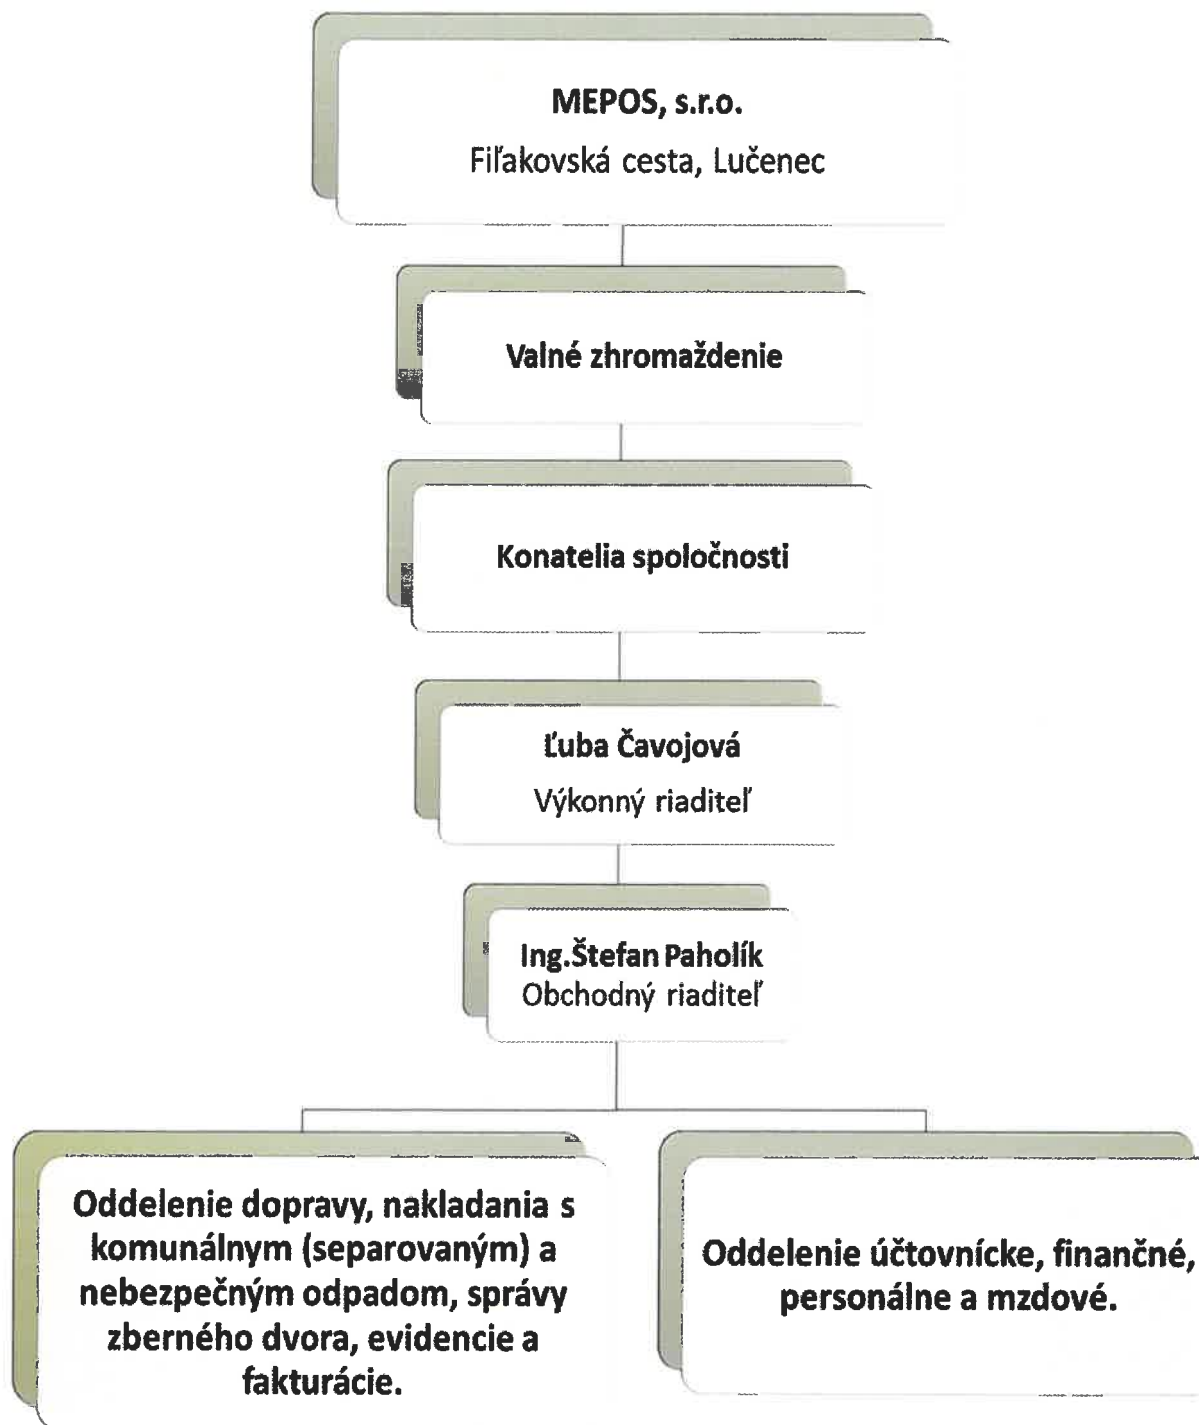 MEPOS, s.r.o.
Fiľakovská cesta, Lučenec
Valné zhromaždenie
Konatelia spoločnosti
Ľuba Čavojová
Výkonný riaditeľ
Ing.Štefan Paholík
Obchodný riaditeľ
Oddelenie dopravy, nakladania s
komunálnym (separovaným) a
nebezpečným odpadom, správy
zberného dvora, evidencie a
fakturácie.
Oddelenie účtovnícke, finančné,
personálne a mzdové.